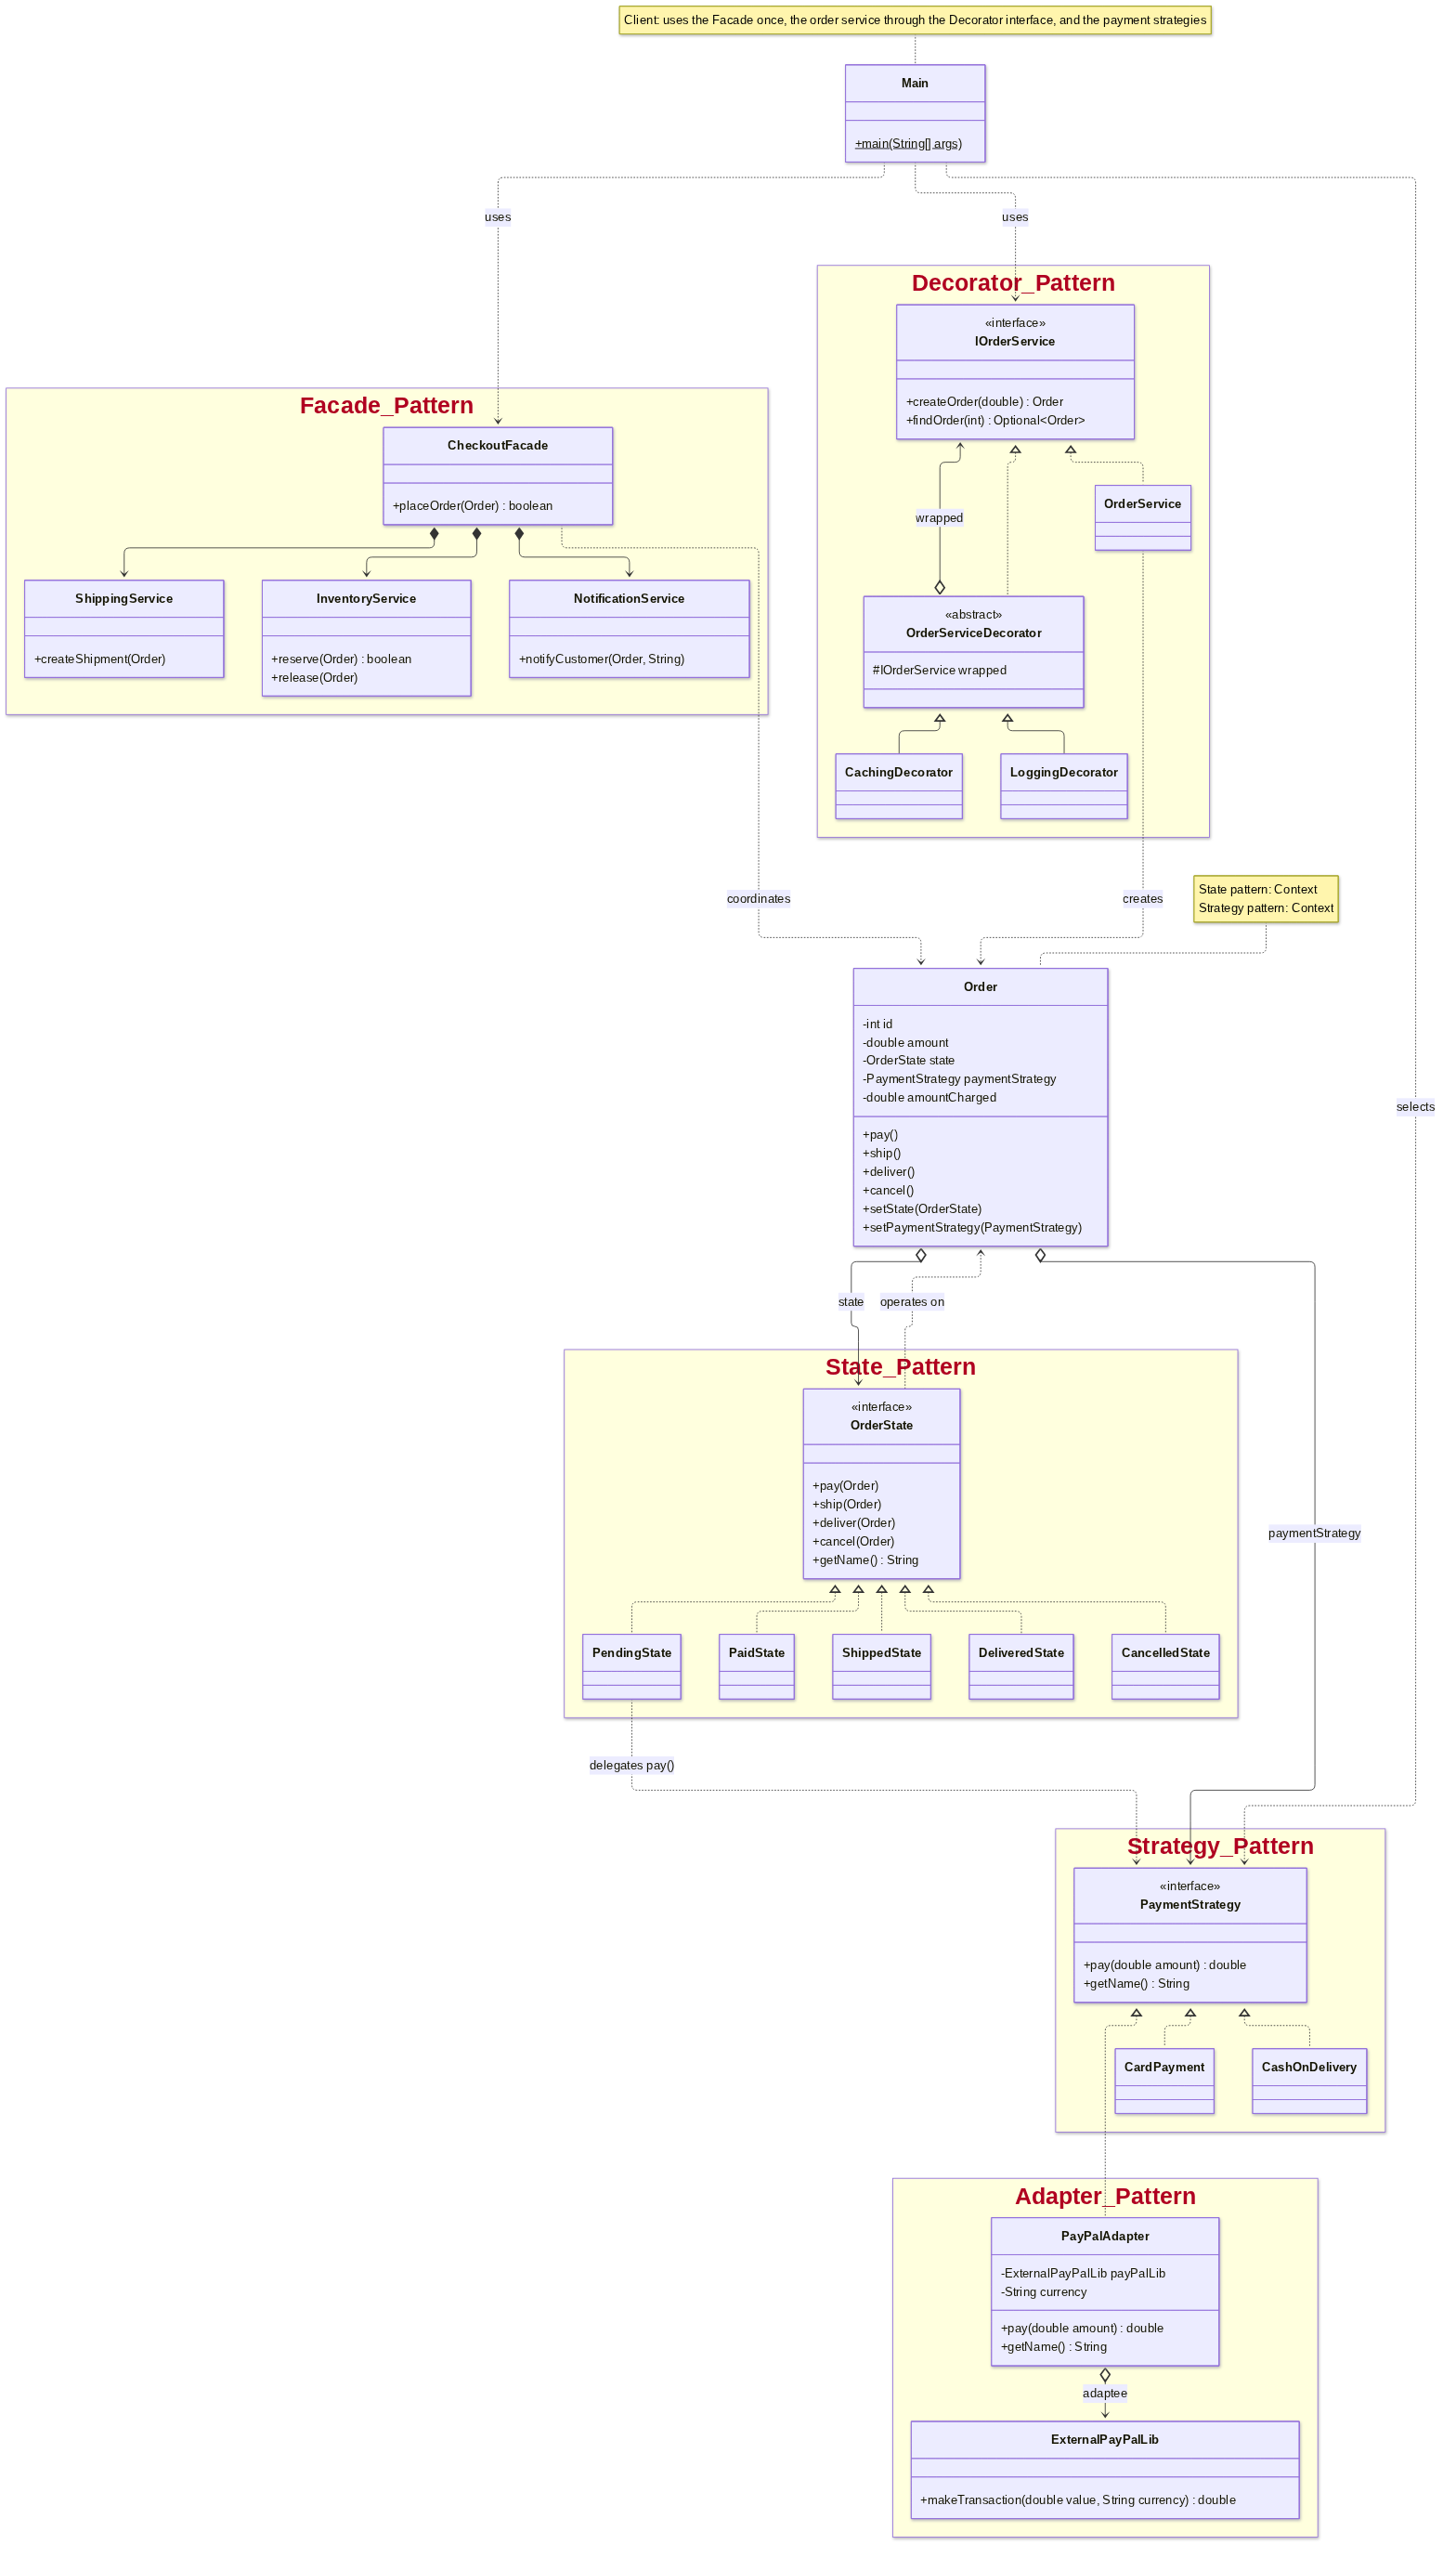 Client: uses the Facade once, the order service through the Decorator interface, and the payment strategies
Main
+main(String[] args)
uses
uses
Decorator_Pattern
«interface»
IOrderService
+createOrder(double) : Order
+findOrder(int) : Optional<Order>
Facade_Pattern
CheckoutFacade
+placeOrder(Order) : boolean
wrapped
OrderService
ShippingService
+createShipment(Order)
InventoryService
+reserve(Order) : boolean
+release(Order)
NotificationService
+notifyCustomer(Order, String)
«abstract»
OrderServiceDecorator
#IOrderService wrapped
CachingDecorator
LoggingDecorator
coordinates
creates
State pattern: Context
Strategy pattern: Context
Order
-int id
-double amount
-OrderState state
-PaymentStrategy paymentStrategy
-double amountCharged
+pay()
+ship()
+deliver()
+cancel()
+setState(OrderState)
+setPaymentStrategy(PaymentStrategy)
selects
state
operates on
State_Pattern
«interface»
OrderState
+pay(Order)
+ship(Order)
+deliver(Order)
+cancel(Order)
+getName() : String
paymentStrategy
PendingState
PaidState
ShippedState
DeliveredState
CancelledState
delegates pay()
Strategy_Pattern
«interface»
PaymentStrategy
+pay(double amount) : double
+getName() : String
CardPayment
CashOnDelivery
Adapter_Pattern
PayPalAdapter
-ExternalPayPalLib payPalLib
-String currency
+pay(double amount) : double
+getName() : String
adaptee
ExternalPayPalLib
+makeTransaction(double value, String currency) : double